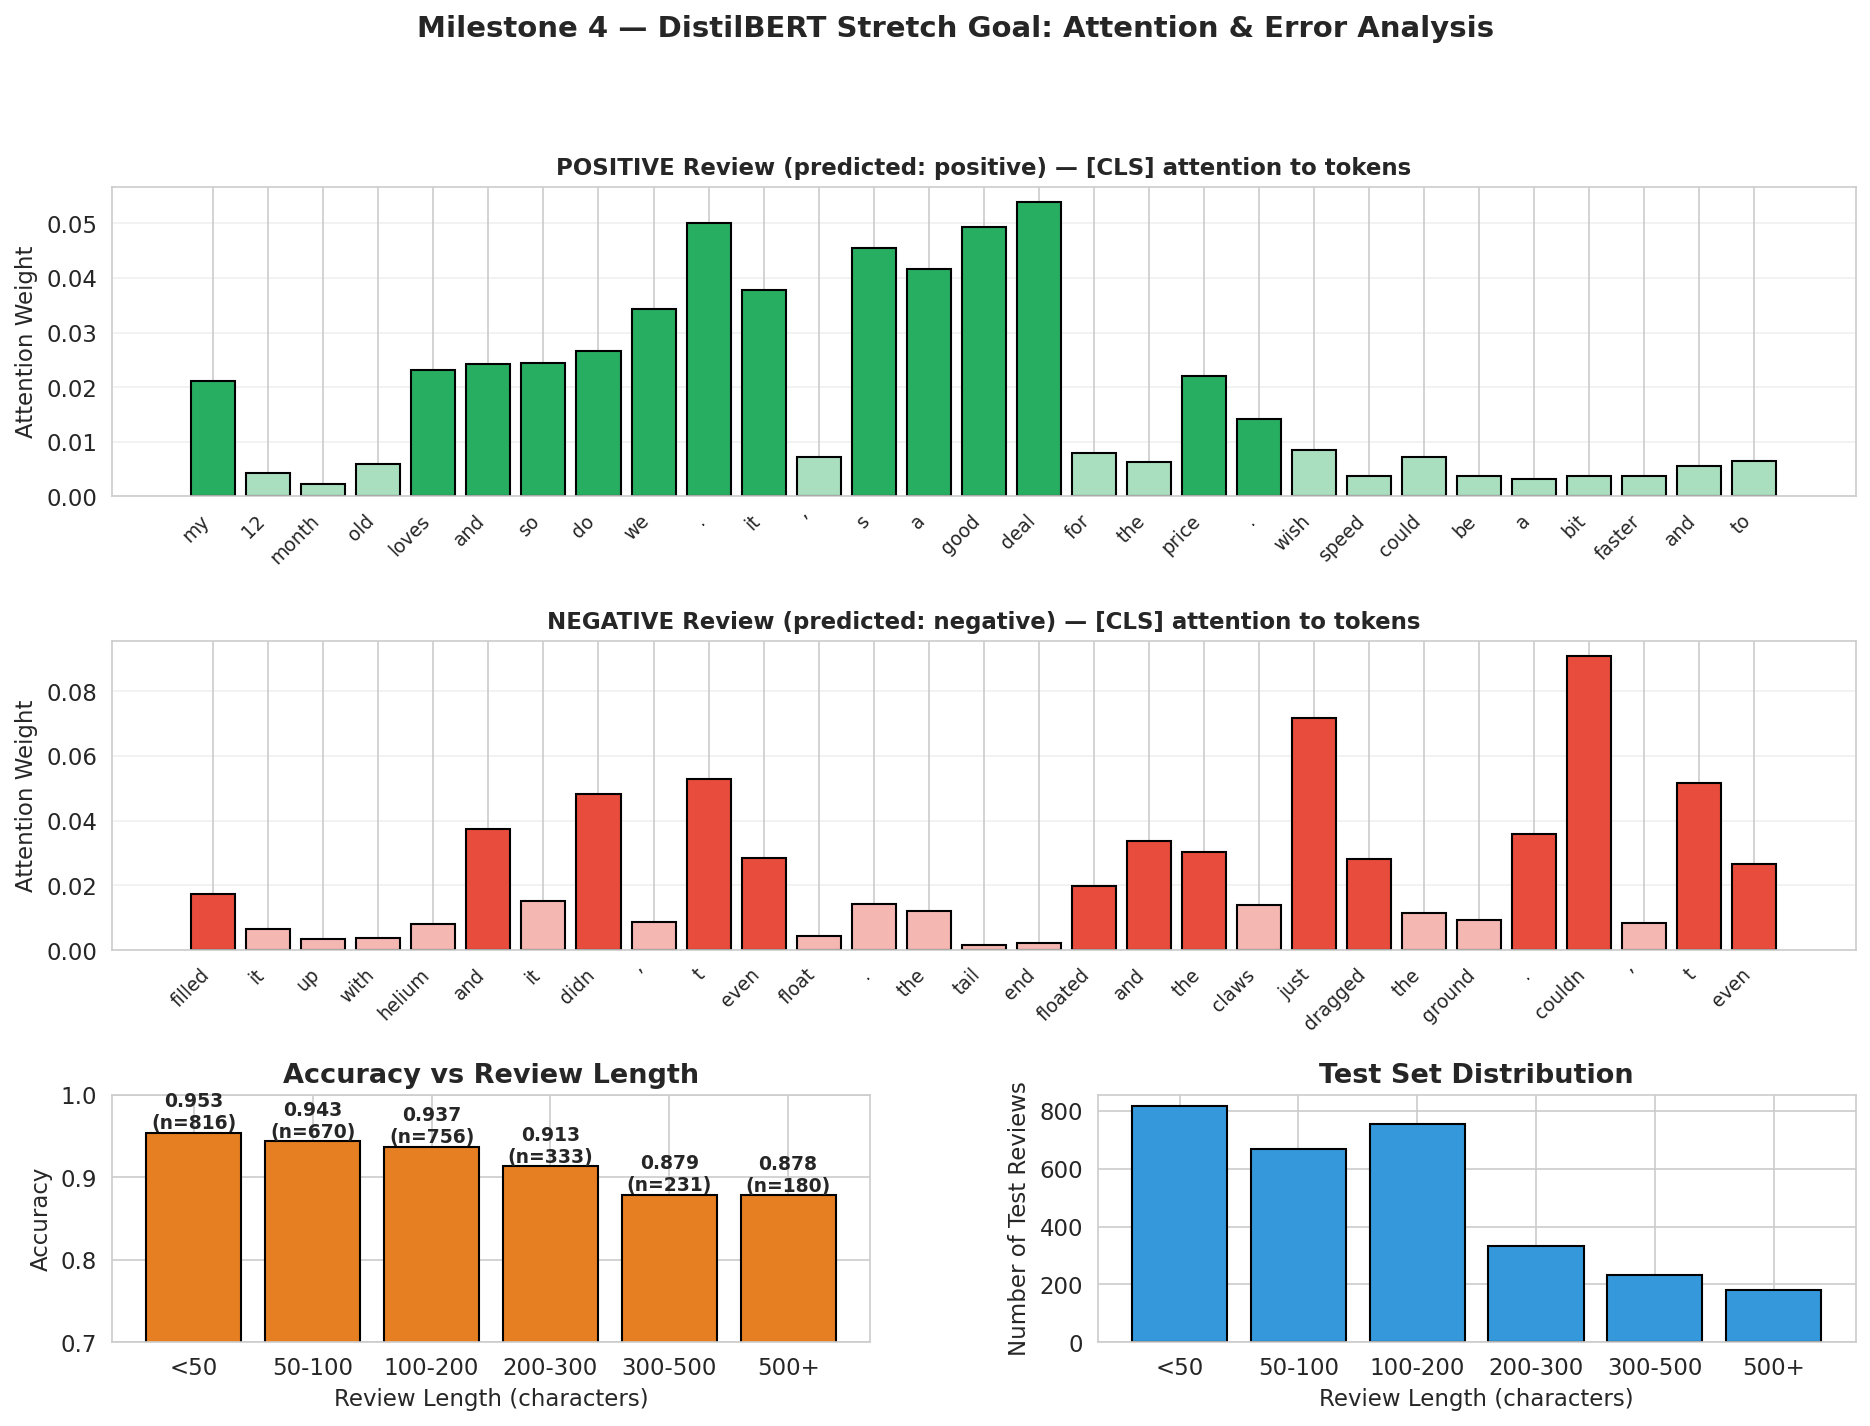 Milestone 4 — DistilBERT Stretch Goal: Attention & Error Analysis
POSITIVE Review (predicted: positive) — [CLS] attention to tokens
Attention Weight
0.05
0.04
0.03
0.02
0.01
0.00
my 12 month old loves and so do we . it ' s a good deal for the price . wish speed could be a bit faster and to
NEGATIVE Review (predicted: negative) — [CLS] attention to tokens
Attention Weight
0.08
0.06
0.04
0.02
0.00
filled it up with helium and it didn ' t even float . the tail end floated and the claws just dragged the ground . couldn ' t even
Accuracy vs Review Length
Accuracy
1.0
0.9
0.8
0.7
0.953
(n=816)
0.943
(n=670)
0.937
(n=756)
0.913
(n=333)
0.879
(n=231)
0.878
(n=180)
<50 50-100 100-200 200-300 300-500 500+
Review Length (characters)
Test Set Distribution
Number of Test Reviews
800
600
400
200
0
<50 50-100 100-200 200-300 300-500 500+
Review Length (characters)